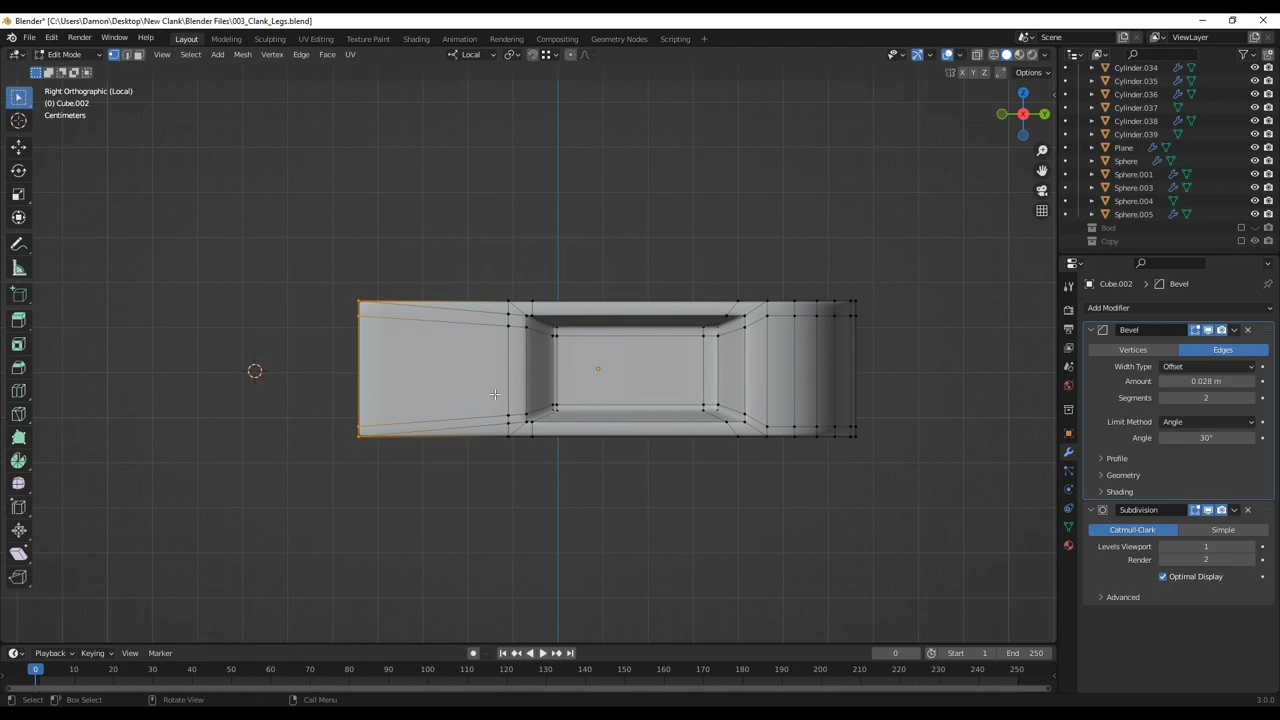 Blender* [C:\Users\Damon\Desktop\New Clank\Blender Files\003_Clank_Legs.blend]
File Edit Render Window Help Layout Modeling Sculpting UV Editing Texture Paint Shading Animation Rendering Compositing Geometry Nodes Scripting + Scene ViewLayer
Edit Mode View Select Add Mesh Vertex Edge Face UV Local
X Y Z Options
Right Orthographic (Local)
(0) Cube.002
Centimeters
Z
Y
X
Cylinder.034
Cylinder.035
Cylinder.036
Cylinder.037
Cylinder.038
Cylinder.039
Plane
Sphere
Sphere.001
Sphere.003
Sphere.004
Sphere.005
Bool
Copy
Cube.002 > Bevel
Add Modifier
Bevel
Vertices Edges
Width Type Offset
Amount 0.028 m
Segments 2
Limit Method Angle
Angle 30°
Profile
Geometry
Shading
Subdivision
Catmull-Clark Simple
Levels Viewport 1
Render 2
Optimal Display
Advanced
Playback Keying View Marker 0 Start 1 End 250
0 10 20 30 40 50 60 70 80 90 100 110 120 130 140 150 160 170 180 190 200 210 220 230 240 250
Select Box Select Rotate View Call Menu 3.0.0